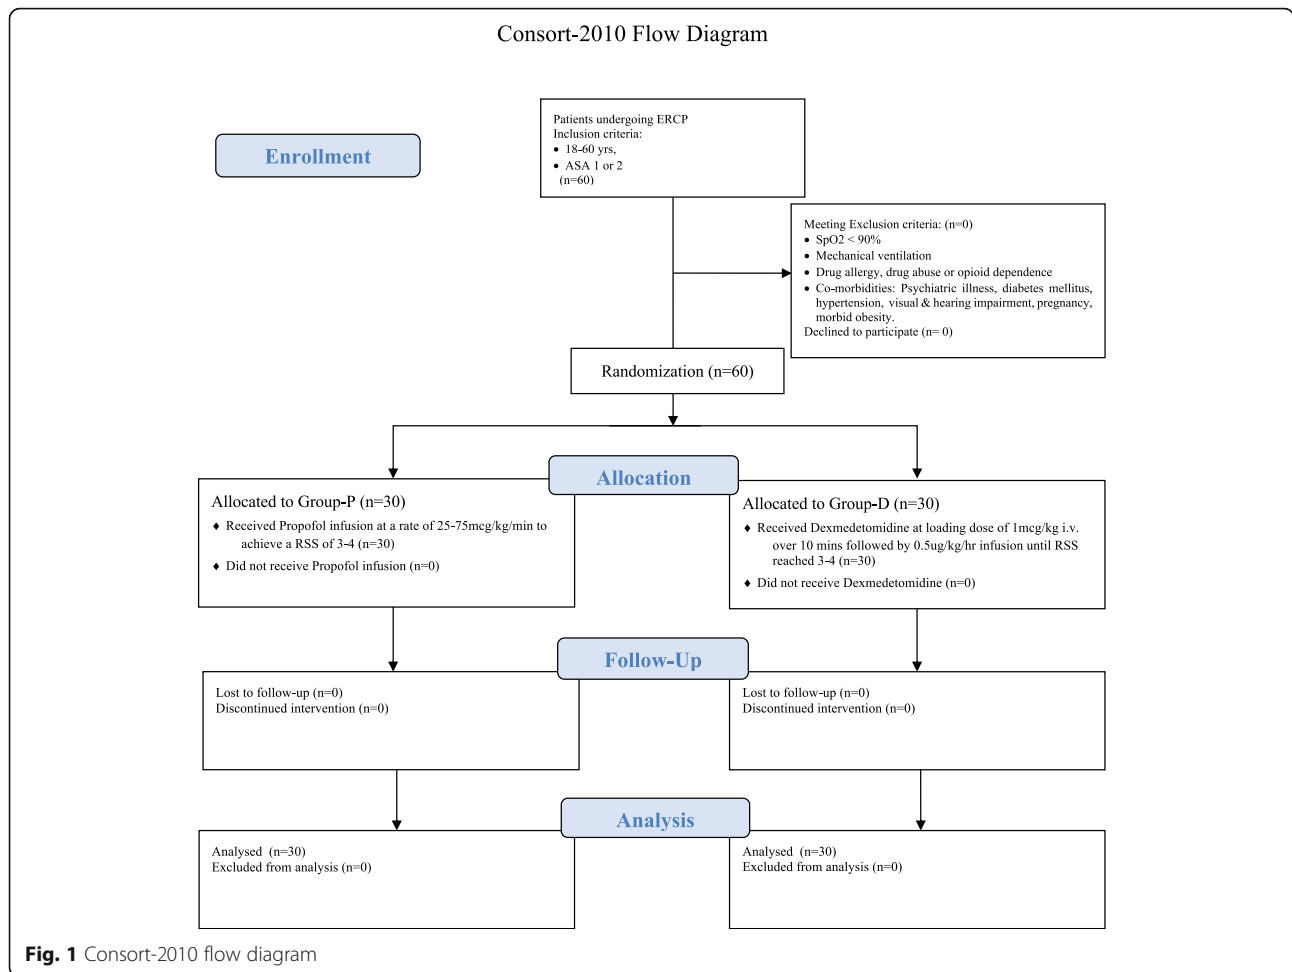 Consort-2010 Flow Diagram
Enrollment
Patients undergoing ERCP
Inclusion criteria:
• 18-60 yrs,
• ASA 1 or 2
(n=60)
Meeting Exclusion criteria: (n=0)
• SpO2 < 90%
• Mechanical ventilation
• Drug allergy, drug abuse or opioid dependence
• Co-morbidities: Psychiatric illness, diabetes mellitus,
hypertension, visual & hearing impairment, pregnancy,
morbid obesity.
Declined to participate (n= 0)
Randomization (n=60)
Allocation
Allocated to Group-P (n=30)
♦ Received Propofol infusion at a rate of 25-75mcg/kg/min to
achieve a RSS of 3-4 (n=30)
♦ Did not receive Propofol infusion (n=0)
Allocated to Group-D (n=30)
♦ Received Dexmedetomidine at loading dose of 1mcg/kg i.v.
over 10 mins followed by 0.5ug/kg/hr infusion until RSS
reached 3-4 (n=30)
♦ Did not receive Dexmedetomidine (n=0)
Follow-Up
Lost to follow-up (n=0)
Discontinued intervention (n=0)
Lost to follow-up (n=0)
Discontinued intervention (n=0)
Analysis
Analysed  (n=30)
Excluded from analysis (n=0)
Analysed  (n=30)
Excluded from analysis (n=0)
Fig. 1 Consort-2010 flow diagram